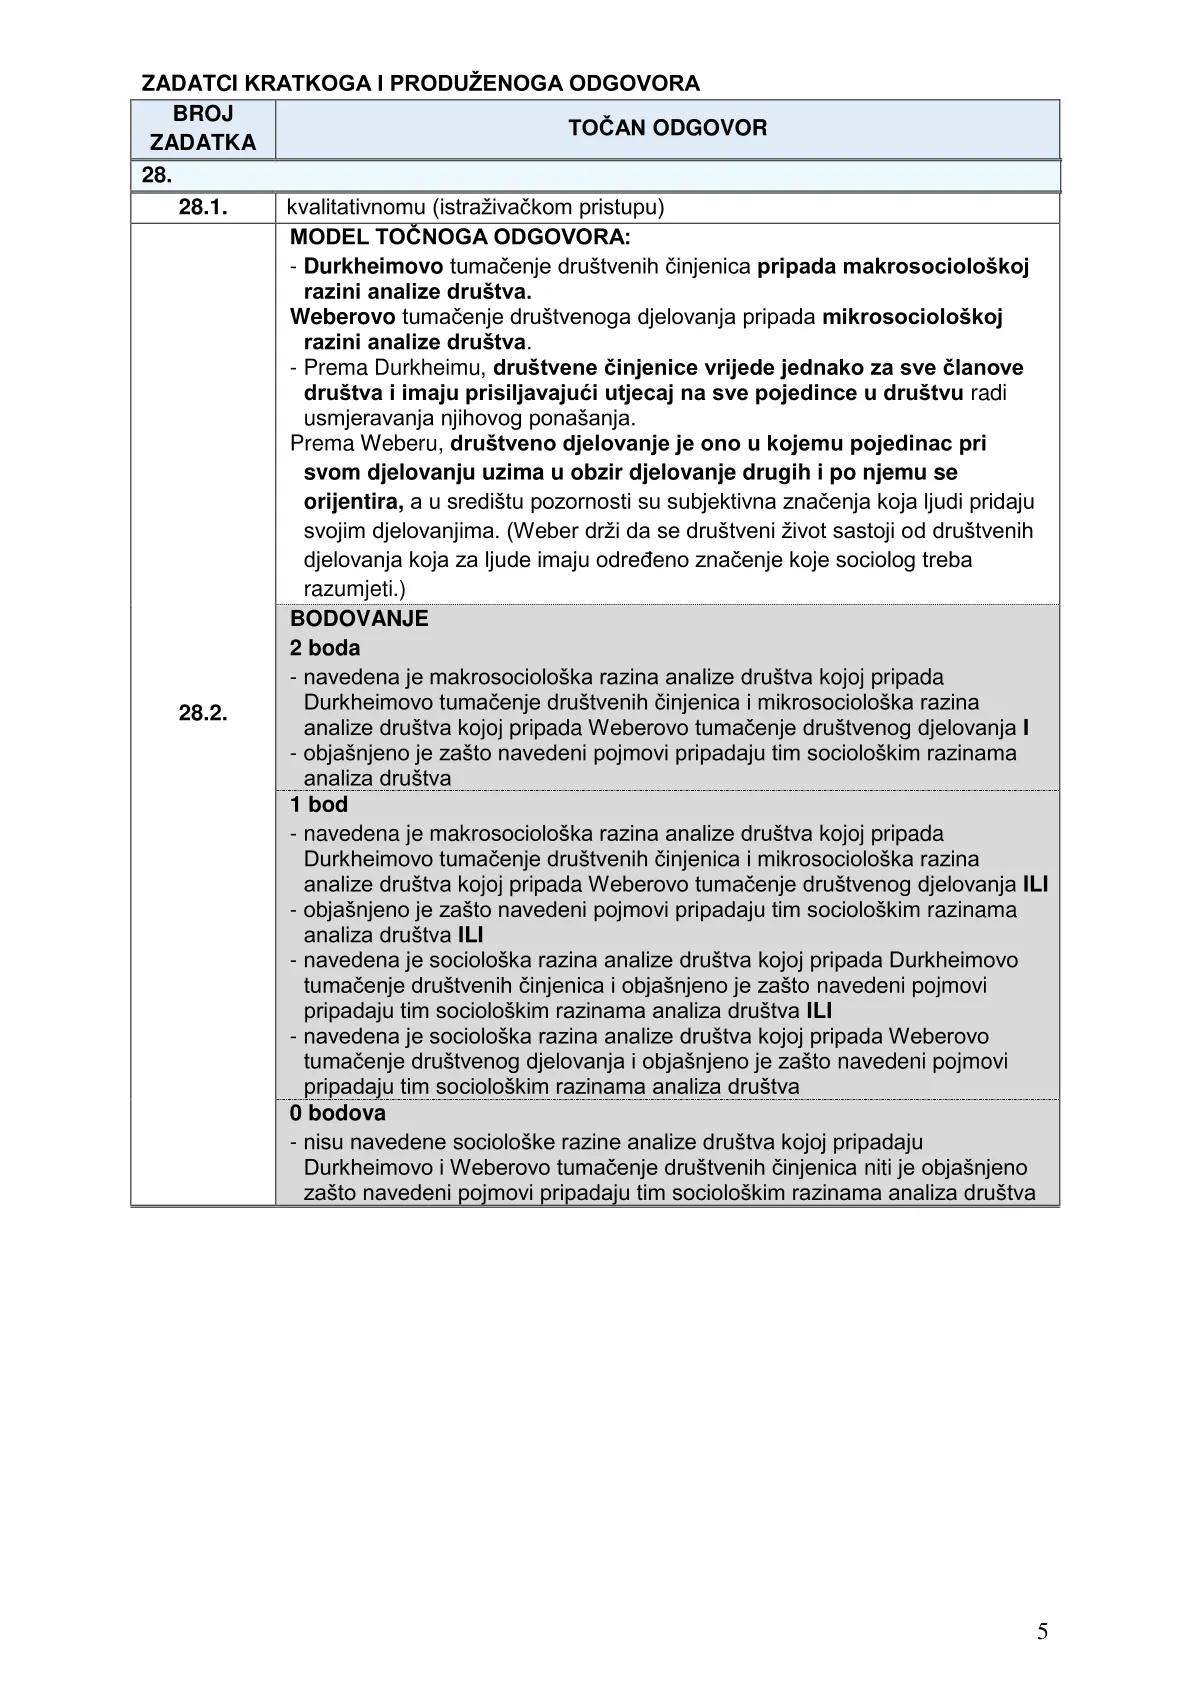 ZADATCI KRATKOGA I PRODUŽENOGA ODGOVORA
BROJ
ZADATKA
TOČAN ODGOVOR
28.
28.1.
kvalitativnomu (istraživačkom pristupu)
28.2.
MODEL TOČNOGA ODGOVORA:
- Durkheimovo tumačenje društvenih činjenica pripada makrosociološkoj
razini analize društva.
Weberovo tumačenje društvenoga djelovanja pripada mikrosociološkoj
razini analize društva.
- Prema Durkheimu, društvene činjenice vrijede jednako za sve članove
društva i imaju prisiljavajući utjecaj na sve pojedince u društvu radi
usmjeravanja njihovog ponašanja.
Prema Weberu, društveno djelovanje je ono u kojemu pojedinac pri
svom djelovanju uzima u obzir djelovanje drugih i po njemu se
orijentira, a u središtu pozornosti su subjektivna značenja koja ljudi pridaju
svojim djelovanjima. (Weber drži da se društveni život sastoji od društvenih
djelovanja koja za ljude imaju određeno značenje koje sociolog treba
razumjeti.)
BODOVANJE
2 boda
- navedena je makrosociološka razina analize društva kojoj pripada
Durkheimovo tumačenje društvenih činjenica i mikrosociološka razina
analize društva kojoj pripada Weberovo tumačenje društvenog djelovanja I
- objašnjeno je zašto navedeni pojmovi pripadaju tim sociološkim razinama
analiza društva
1 bod
- navedena je makrosociološka razina analize društva kojoj pripada
Durkheimovo tumačenje društvenih činjenica i mikrosociološka razina
analize društva kojoj pripada Weberovo tumačenje društvenog djelovanja ILI
- objašnjeno je zašto navedeni pojmovi pripadaju tim sociološkim razinama
analiza društva ILI
- navedena je sociološka razina analize društva kojoj pripada Durkheimovo
tumačenje društvenih činjenica i objašnjeno je zašto navedeni pojmovi
pripadaju tim sociološkim razinama analiza društva ILI
- navedena je sociološka razina analize društva kojoj pripada Weberovo
tumačenje društvenog djelovanja i objašnjeno je zašto navedeni pojmovi
pripadaju tim sociološkim razinama analiza društva
0 bodova
- nisu navedene sociološke razine analize društva kojoj pripadaju
Durkheimovo i Weberovo tumačenje društvenih činjenica niti je objašnjeno
zašto navedeni pojmovi pripadaju tim sociološkim razinama analiza društva
5